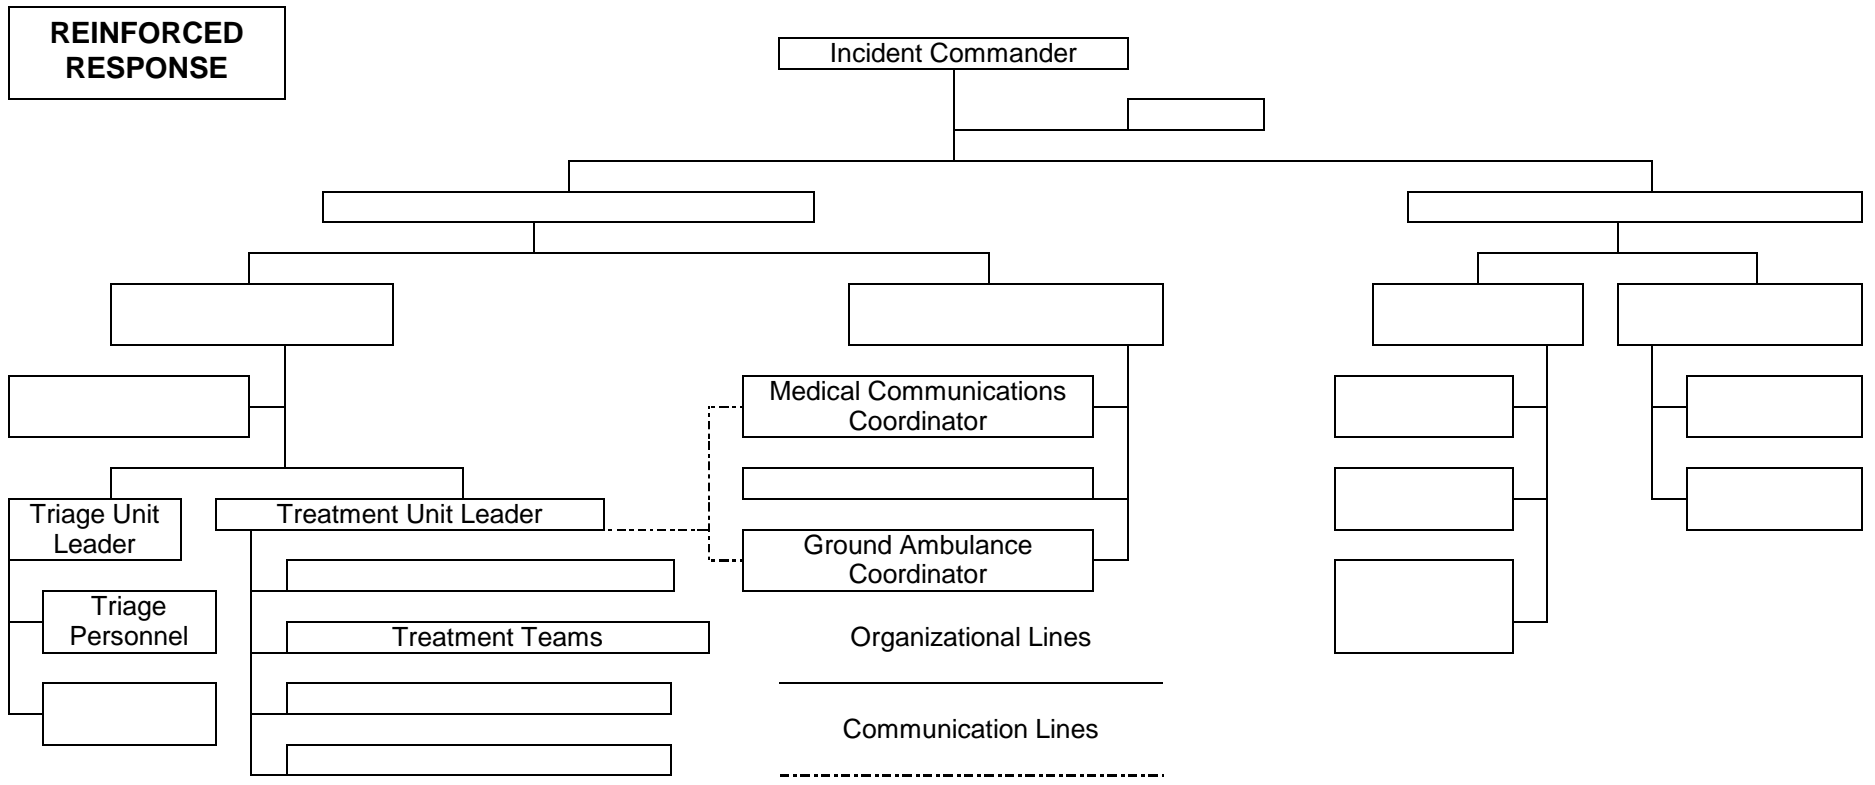 REINFORCED
RESPONSE
Incident Commander
Medical Communications
Coordinator
Triage Unit
Leader
Treatment Unit Leader
Ground Ambulance
Coordinator
Triage
Personnel
Treatment Teams
Organizational Lines
Communication Lines